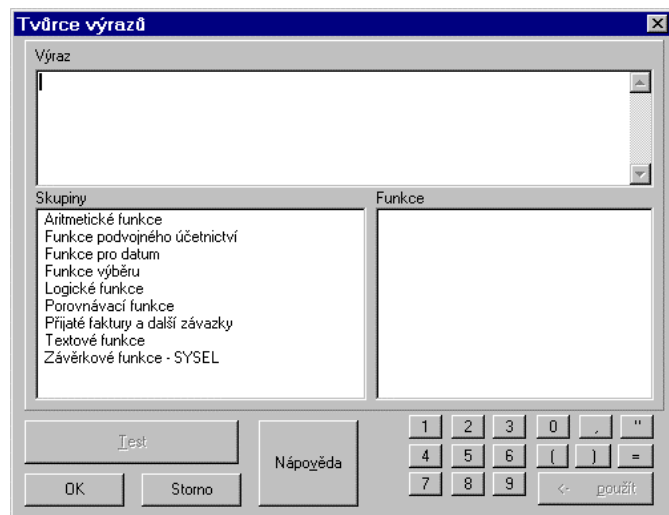 Tvůrce výrazů
Výraz
Skupiny
Funkce
Aritmetické funkce
Funkce podvojného účetnictví
Funkce pro datum
Funkce výběru
Logické funkce
Porovnávací funkce
Přijaté faktury a další závazky
Textové funkce
Závěrkové funkce - SYSEL
Test
Nápověda
OK
Storno
1 2 3 0 , "
4 5 6 ( ) =
7 8 9 <- použít